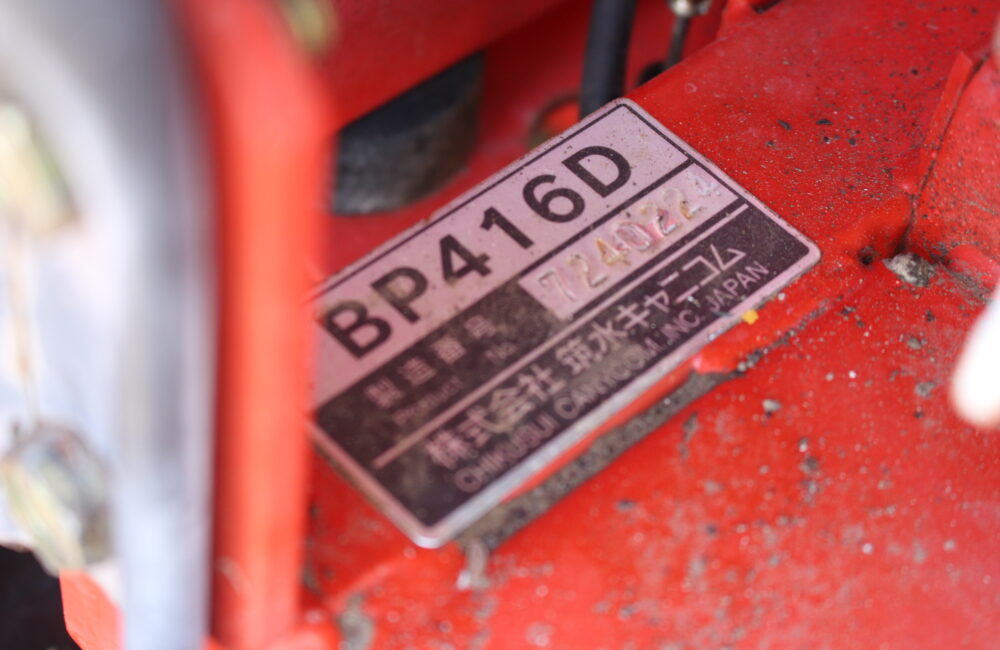 BP416D
製造番号 7240224
Product No.
株式会社 筑水キャニコム
CHIKUSUI CANYCOM,INC.JAPAN